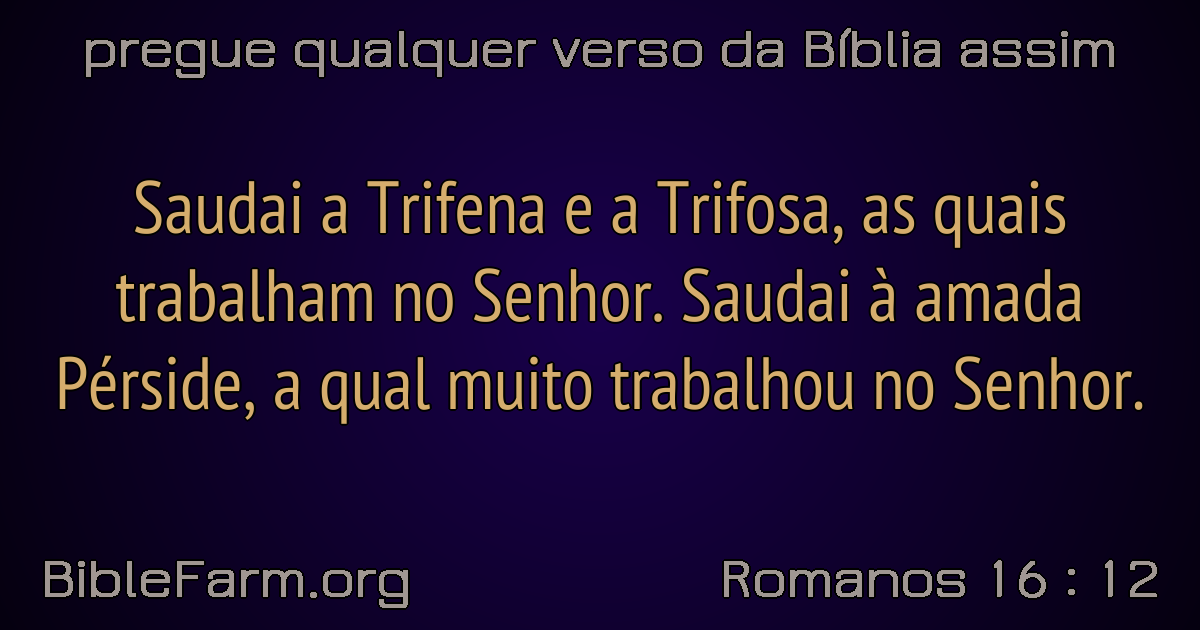 pregue qualquer verso da Bíblia assim
Saudai a Trifena e a Trifosa, as quais
trabalham no Senhor. Saudai à amada
Pérside, a qual muito trabalhou no Senhor.
BibleFarm.org
Romanos 16 : 12